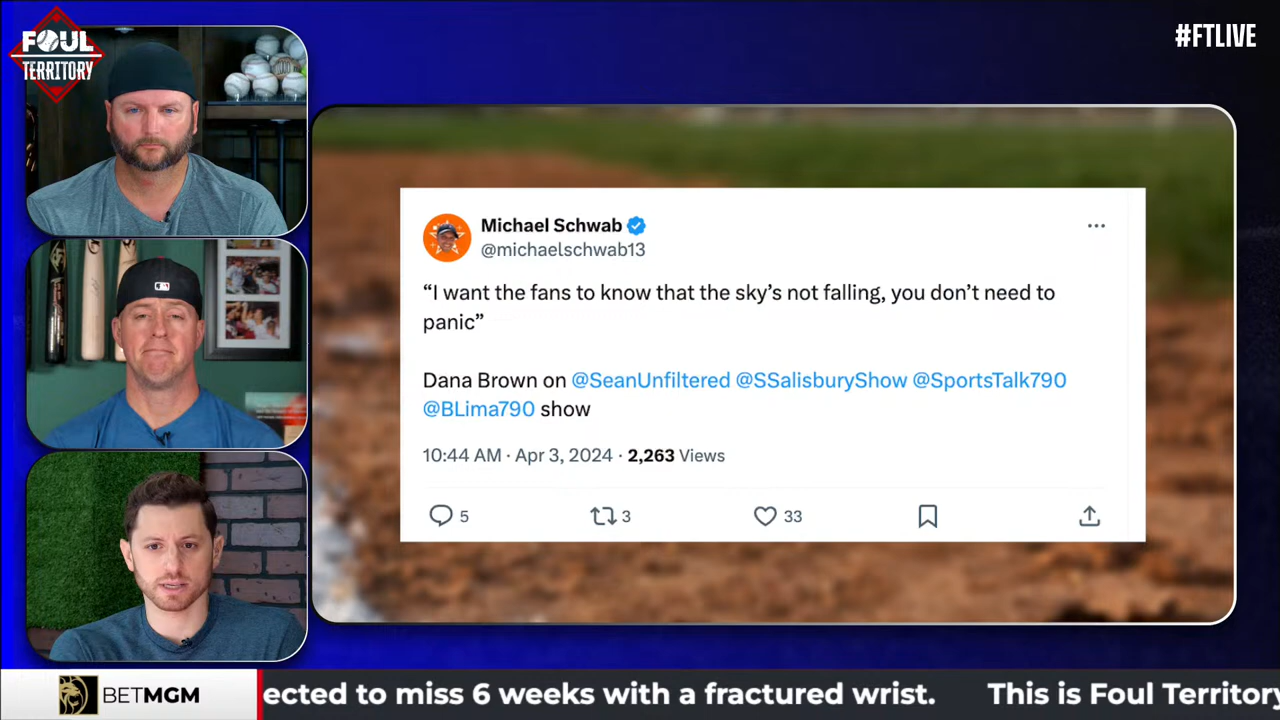 FOUL
TERRITORY
#FTLIVE
Michael Schwab
@michaelschwab13
“I want the fans to know that the sky’s not falling, you don’t need to
panic”
Dana Brown on @SeanUnfiltered @SSalisburyShow @SportsTalk790
@BLima790 show
10:44 AM · Apr 3, 2024 · 2,263 Views
5
3
33
BETMGM
ected to miss 6 weeks with a fractured wrist. This is Foul Territory